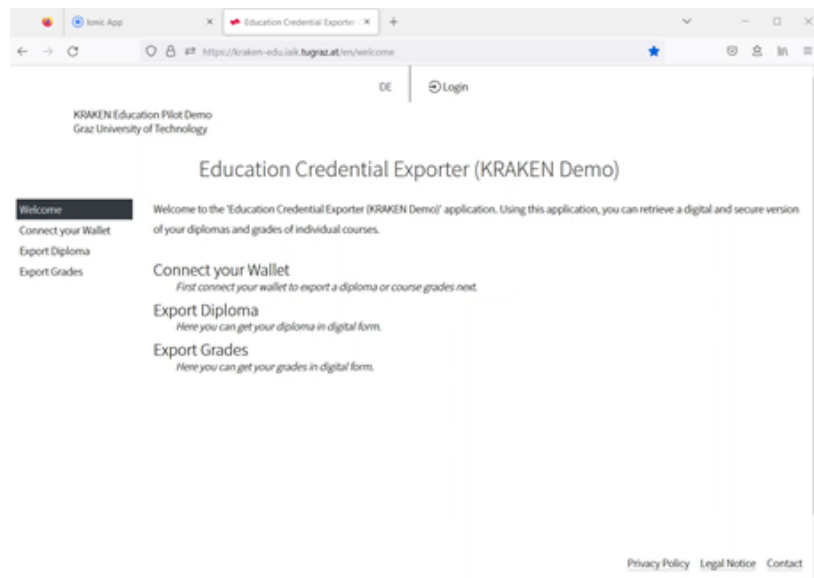 Ionic App
Education Credential Exporter (
https://kraken-edu.iaik.tugraz.at/en/welcome
DE
Login
KRAKEN Education Pilot Demo
Graz University of Technology
Education Credential Exporter (KRAKEN Demo)
Welcome
Connect your Wallet
Export Diploma
Export Grades
Welcome to the 'Education Credential Exporter (KRAKEN Demo)' application. Using this application, you can retrieve a digital and secure version
of your diplomas and grades of individual courses.
Connect your Wallet
First connect your wallet to export a diploma or course grades next.
Export Diploma
Here you can get your diploma in digital form.
Export Grades
Here you can get your grades in digital form.
Privacy Policy Legal Notice Contact